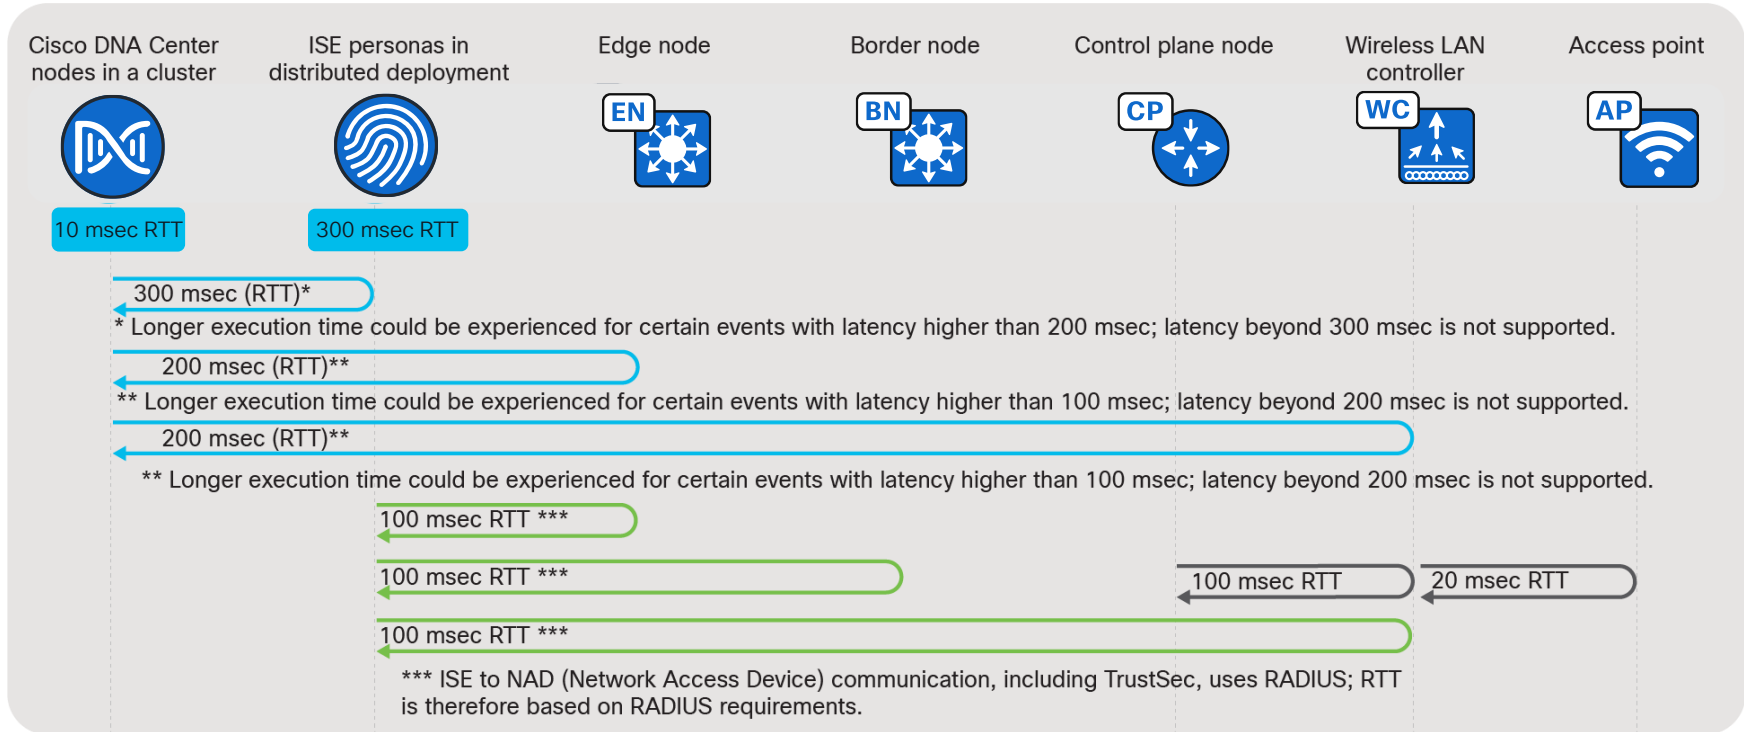 Cisco DNA Center
nodes in a cluster
ISE personas in
distributed deployment
Edge node
Border node
Control plane node
Wireless LAN
controller
Access point
EN
BN
CP
WC
AP
10 msec RTT
300 msec RTT
300 msec (RTT)*
* Longer execution time could be experienced for certain events with latency higher than 200 msec; latency beyond 300 msec is not supported.
200 msec (RTT)**
** Longer execution time could be experienced for certain events with latency higher than 100 msec; latency beyond 200 msec is not supported.
200 msec (RTT)**
** Longer execution time could be experienced for certain events with latency higher than 100 msec; latency beyond 200 msec is not supported.
100 msec RTT ***
100 msec RTT ***
100 msec RTT
20 msec RTT
100 msec RTT ***
*** ISE to NAD (Network Access Device) communication, including TrustSec, uses RADIUS; RTT
is therefore based on RADIUS requirements.